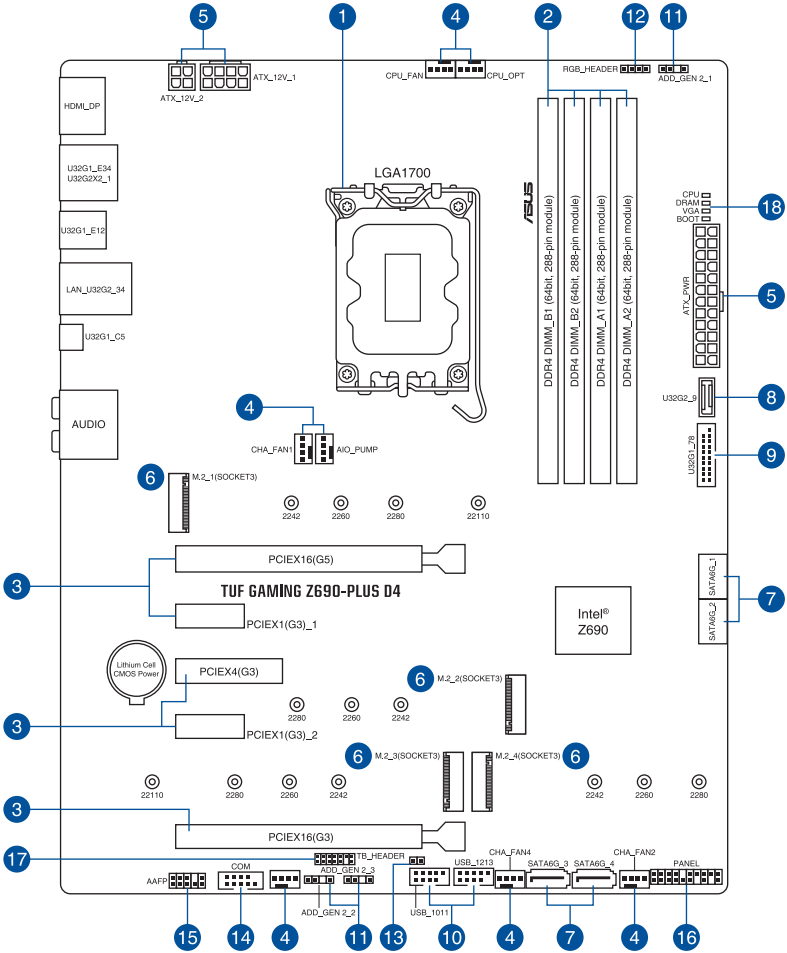 5
4
12
11
1
2
RGB_HEADER
ADD_GEN 2_1
ATX_12V_1
ATX_12V_2
CPU_FAN
CPU_OPT
HDMI_DP
U32G1_E34
U32G2X2_1
U32G1_E12
LAN_U32G2_34
U32G1_C5
AUDIO
LGA1700
ASUS
DDR4 DIMM_B1 (64bit, 288-pin module)
DDR4 DIMM_B2 (64bit, 288-pin module)
DDR4 DIMM_A1 (64bit, 288-pin module)
DDR4 DIMM_A2 (64bit, 288-pin module)
CPU
DRAM
VGA
BOOT
18
ATX_PWR
5
U32G2_9
8
U32G1_78
9
4
CHA_FAN1
AIO_PUMP
6
M.2_1(SOCKET3)
2242
2260
2280
22110
PCIEX16(G5)
3
TUF GAMING Z690-PLUS D4
PCIEX1(G3)_1
Intel®
Z690
SATA6G_1
SATA6G_2
7
Lithium Cell
CMOS Power
PCIEX4(G3)
6
M.2_2(SOCKET3)
2280
2260
2242
3
PCIEX1(G3)_2
6
M.2_3(SOCKET3)
M.2_4(SOCKET3)
6
22110
2280
2260
2242
2242
2260
2280
3
PCIEX16(G3)
17
TB_HEADER
CHA_FAN4
CHA_FAN2
AAFP
COM
ADD_GEN 2_3
USB_1213
SATA6G_3
SATA6G_4
PANEL
ADD_GEN 2_2
USB_1011
15
14
4
11
13
10
4
7
4
16